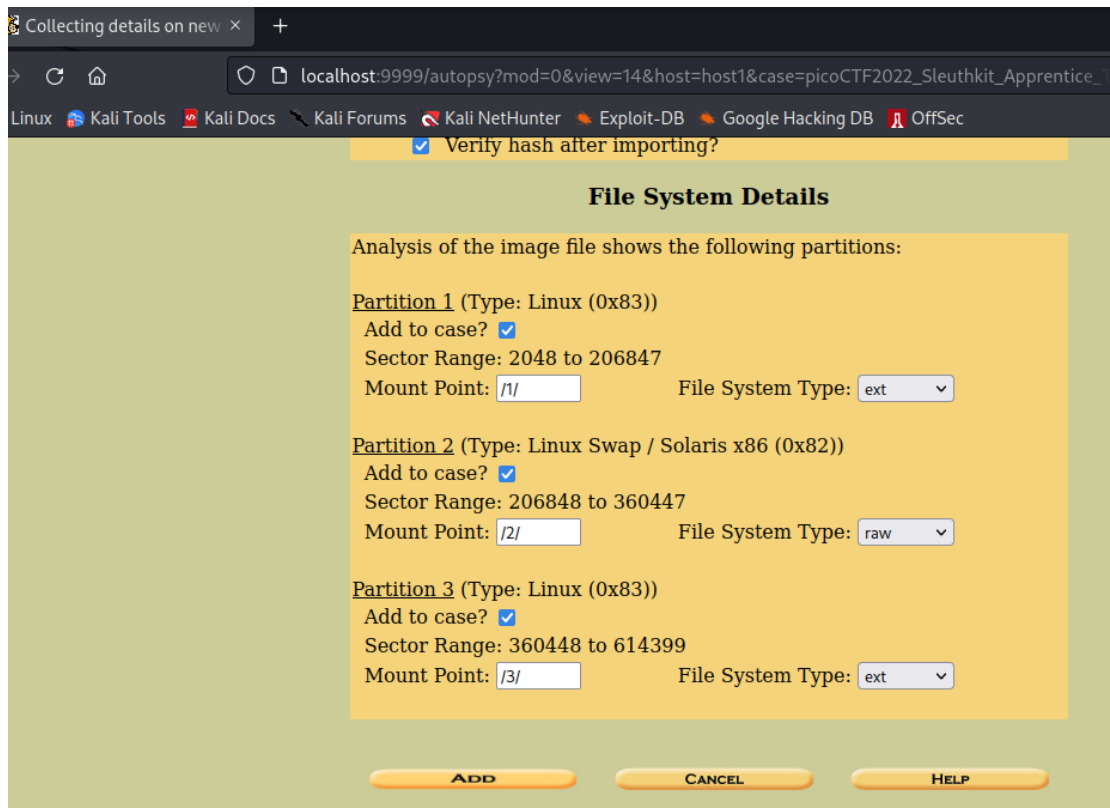 Collecting details on new
localhost:9999/autopsy?mod=0&view=14&host=host1&case=picoCTF2022_Sleuthkit_Apprentice_
Linux Kali Tools Kali Docs Kali Forums Kali NetHunter Exploit-DB Google Hacking DB OffSec
Verify hash after importing?
File System Details
Analysis of the image file shows the following partitions:
Partition 1 (Type: Linux (0x83))
Add to case?
Sector Range: 2048 to 206847
Mount Point: /1/ File System Type: ext
Partition 2 (Type: Linux Swap / Solaris x86 (0x82))
Add to case?
Sector Range: 206848 to 360447
Mount Point: /2/ File System Type: raw
Partition 3 (Type: Linux (0x83))
Add to case?
Sector Range: 360448 to 614399
Mount Point: /3/ File System Type: ext
ADD CANCEL HELP